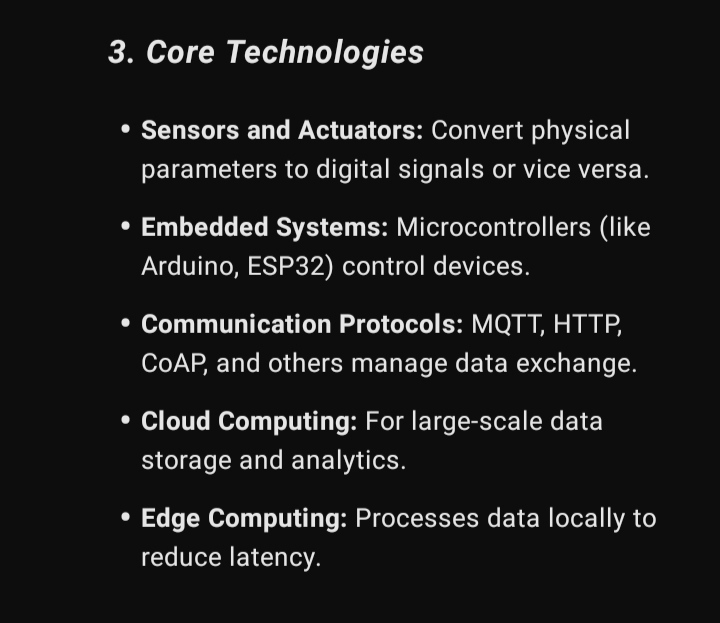 3. Core Technologies
• Sensors and Actuators: Convert physical
parameters to digital signals or vice versa.
• Embedded Systems: Microcontrollers (like
Arduino, ESP32) control devices.
• Communication Protocols: MQTT, HTTP,
CoAP, and others manage data exchange.
• Cloud Computing: For large-scale data
storage and analytics.
• Edge Computing: Processes data locally to
reduce latency.